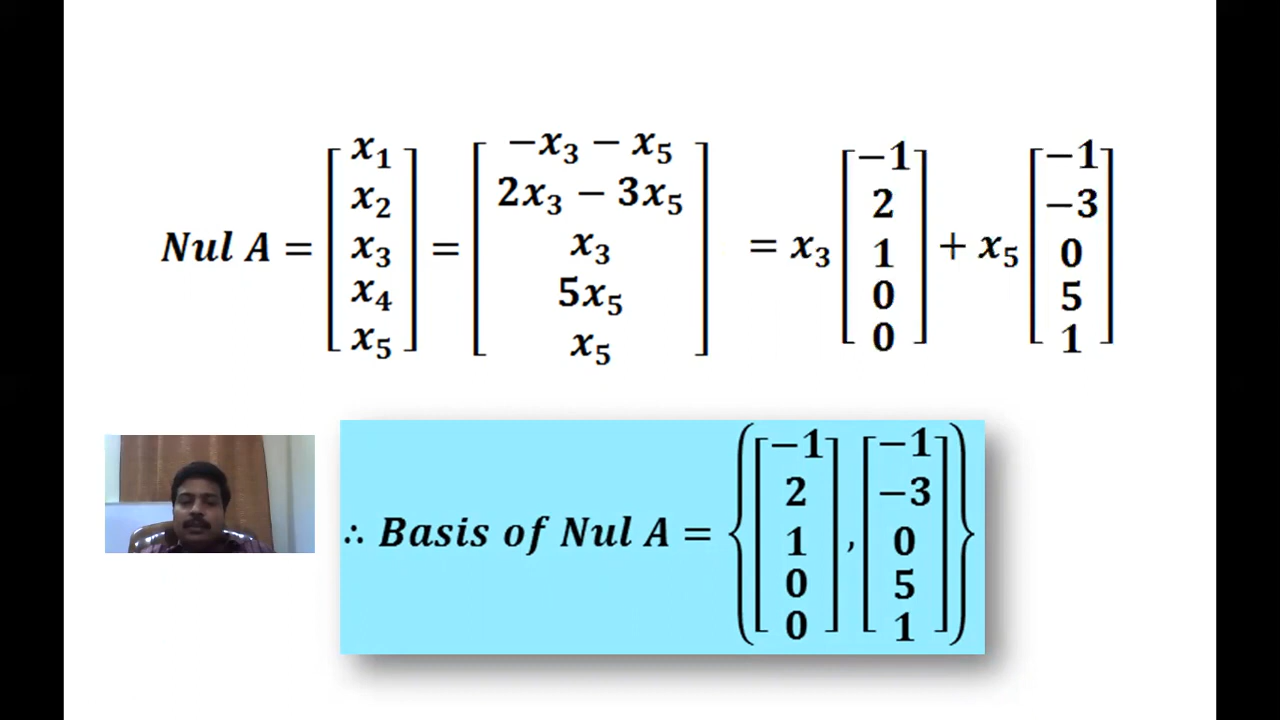 Nul A = [x₁ x₂ x₃ x₄ x₅] = [−x₃ − x₅ 2x₃ − 3x₅ x₃ 5x₅ x₅] = x₃ [−1 2 1 0 0] + x₅ [−1 −3 0 5 1]
∴ Basis of Nul A = {[−1 2 1 0 0], [−1 −3 0 5 1]}